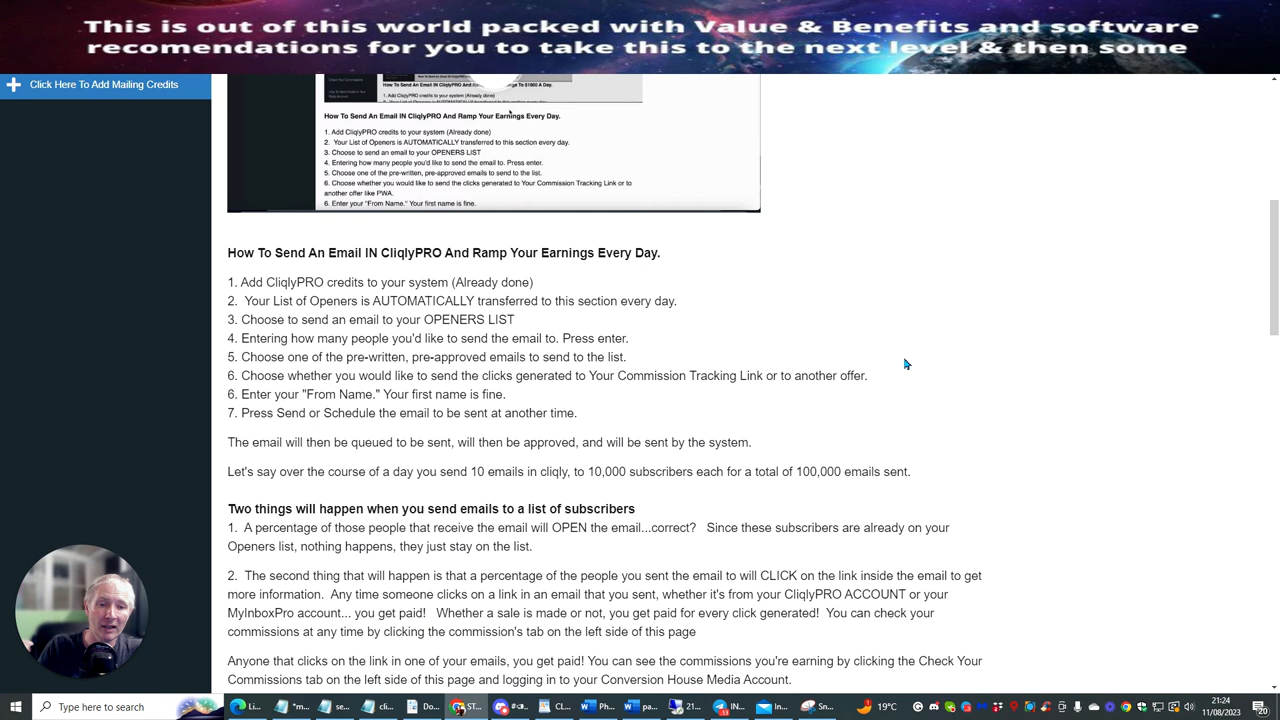 This is out of this world packed with Value & Benefits and software
recomendations for you to take this to the next level & then some
Click Here To Add Mailing Credits
How To Send An Email IN CliqlyPRO And Ramp Your Earnings Every Day.
1. Add CliqlyPRO credits to your system (Already done)
2. Your List of Openers is AUTOMATICALLY transferred to this section every day.
3. Choose to send an email to your OPENERS LIST
4. Entering how many people you'd like to send the email to. Press enter.
5. Choose one of the pre-written, pre-approved emails to send to the list.
6. Choose whether you would like to send the clicks generated to Your Commission Tracking Link or to
another offer like PWA.
6. Enter your "From Name." Your first name is fine.
How To Send An Email IN CliqlyPRO And Ramp Your Earnings Every Day.
1. Add CliqlyPRO credits to your system (Already done)
2. Your List of Openers is AUTOMATICALLY transferred to this section every day.
3. Choose to send an email to your OPENERS LIST
4. Entering how many people you'd like to send the email to. Press enter.
5. Choose one of the pre-written, pre-approved emails to send to the list.
6. Choose whether you would like to send the clicks generated to Your Commission Tracking Link or to another offer.
6. Enter your "From Name." Your first name is fine.
7. Press Send or Schedule the email to be sent at another time.
The email will then be queued to be sent, will then be approved, and will be sent by the system.
Let's say over the course of a day you send 10 emails in cliqly, to 10,000 subscribers each for a total of 100,000 emails sent.
Two things will happen when you send emails to a list of subscribers
1. A percentage of those people that receive the email will OPEN the email...correct? Since these subscribers are already on your
Openers list, nothing happens, they just stay on the list.
2. The second thing that will happen is that a percentage of the people you sent the email to will CLICK on the link inside the email to get
more information. Any time someone clicks on a link in an email that you sent, whether it's from your CliqlyPRO ACCOUNT or your
MyInboxPro account... you get paid! Whether a sale is made or not, you get paid for every click generated! You can check your
commissions at any time by clicking the commission's tab on the left side of this page
Anyone that clicks on the link in one of your emails, you get paid! You can see the commissions you're earning by clicking the Check Your
Commissions tab on the left side of this page and logging in to your Conversion House Media Account.
Type here to search
Li...
"n...
se...
cli...
Do...
ST...
#...
CL...
Ph...
pa...
21...
IN...
In...
Sn...
19°C
21:24
11/08/2023
20